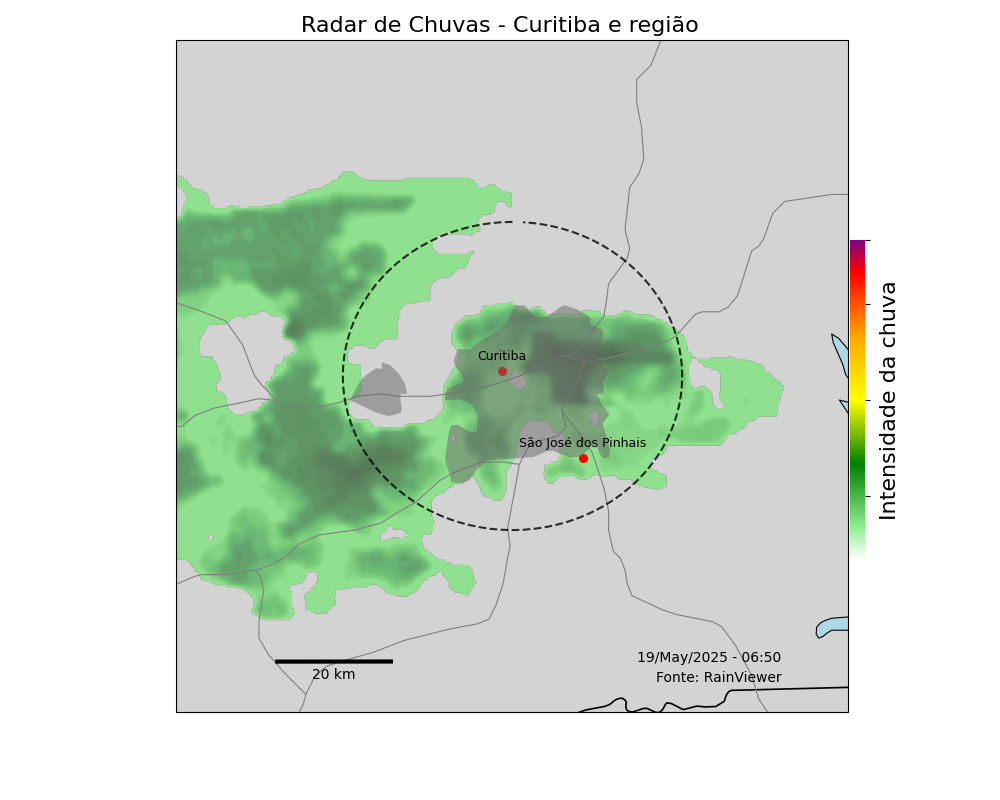 Radar de Chuvas - Curitiba e região
Curitiba
São José dos Pinhais
Intensidade da chuva
20 km
19/May/2025 - 06:50
Fonte: RainViewer